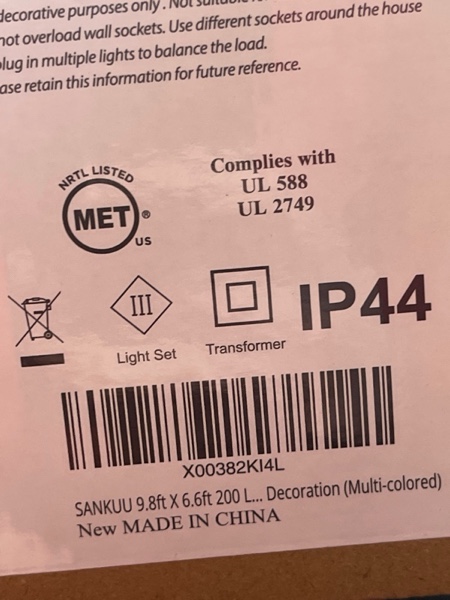 decorative purposes only. Not
not overload wall sockets. Use different sockets around the house
plug in multiple lights to balance the load.
ase retain this information for future reference.
NRTL LISTED
MET ®
US
Complies with
UL 588
UL 2749
III
IP44
Light Set
Transformer
X00382KI4L
SANKUU 9.8ft X 6.6ft 200 L... Decoration (Multi-colored)
New MADE IN CHINA